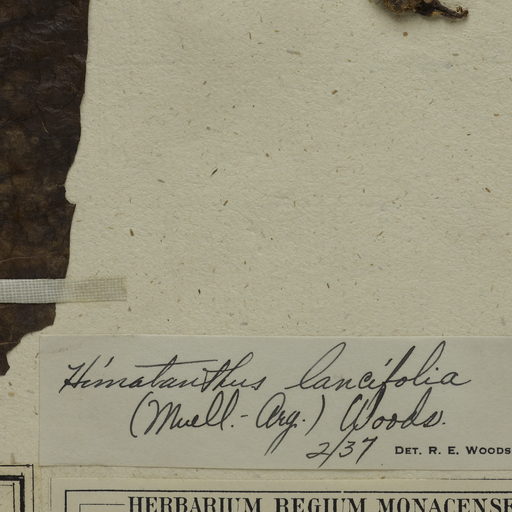 Himatanthus lancifolia
(Muell.-Arg.) Woods.
2/37 DET. R. E. WOODS
HERBARIUM REGIUM MONACENSE